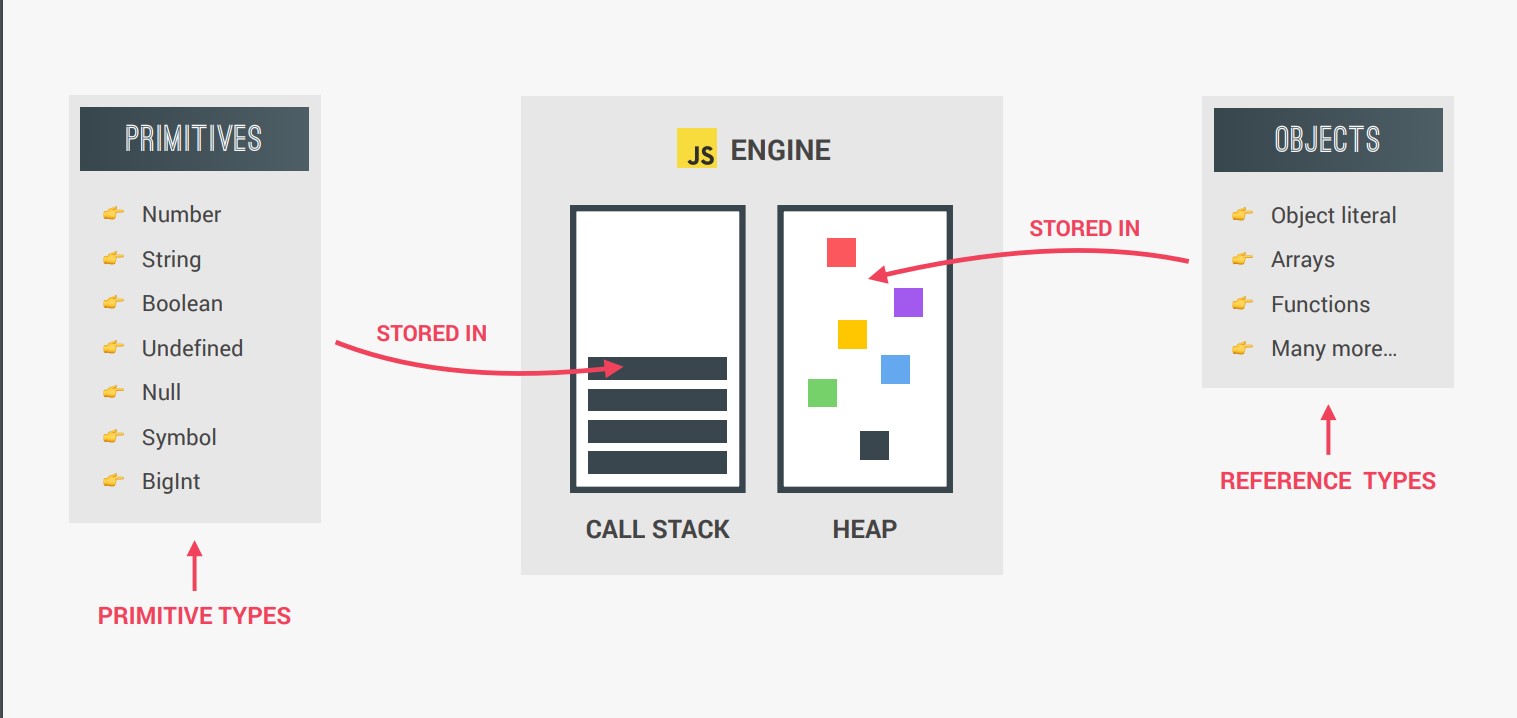 PRIMITIVES
Number
String
Boolean
Undefined
Null
Symbol
BigInt
PRIMITIVE TYPES
STORED IN
JS ENGINE
CALL STACK
HEAP
STORED IN
OBJECTS
Object literal
Arrays
Functions
Many more…
REFERENCE TYPES